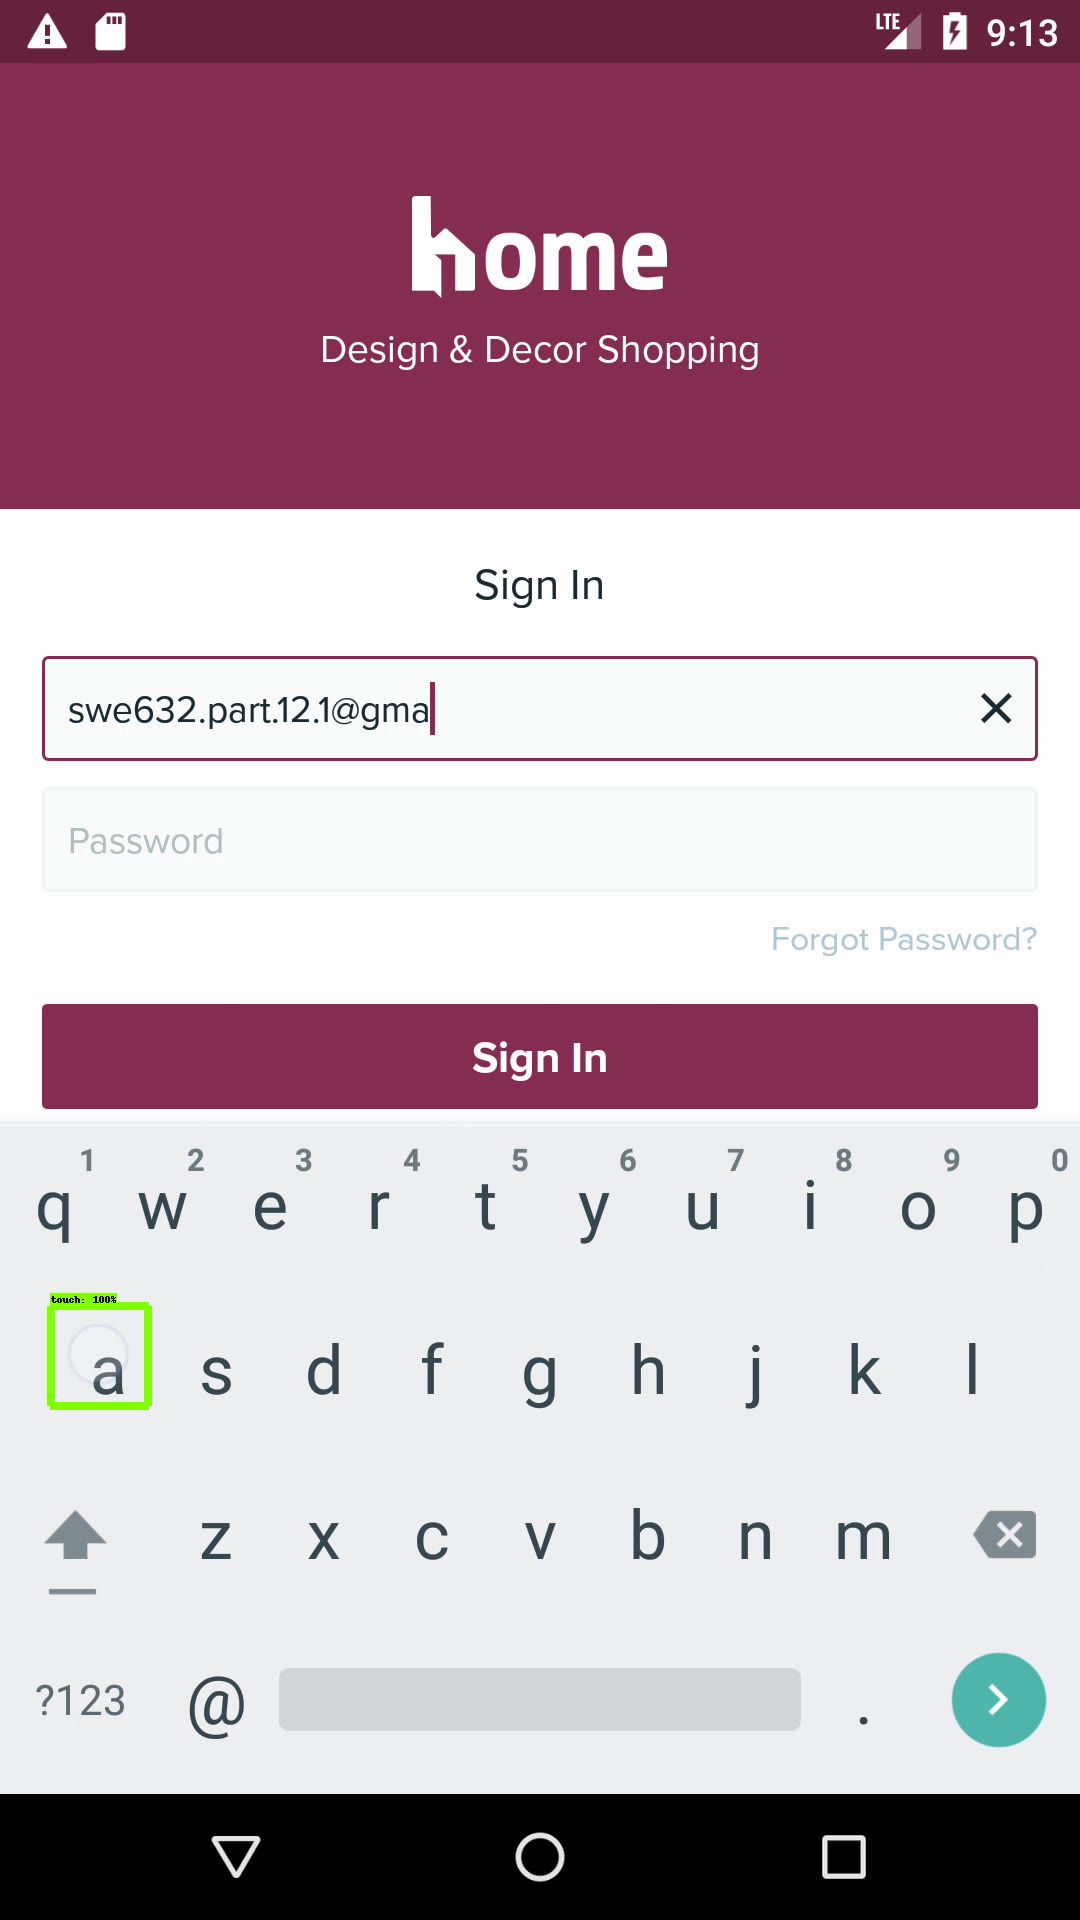 LTE 9:13
home
Design & Decor Shopping
Sign In
swe632.part.12.1@gma
Password
Forgot Password?
Sign In
1 2 3 4 5 6 7 8 9 0
q w e r t y u i o p
touch: 100%
a s d f g h j k l
z x c v b n m
?123 @ .